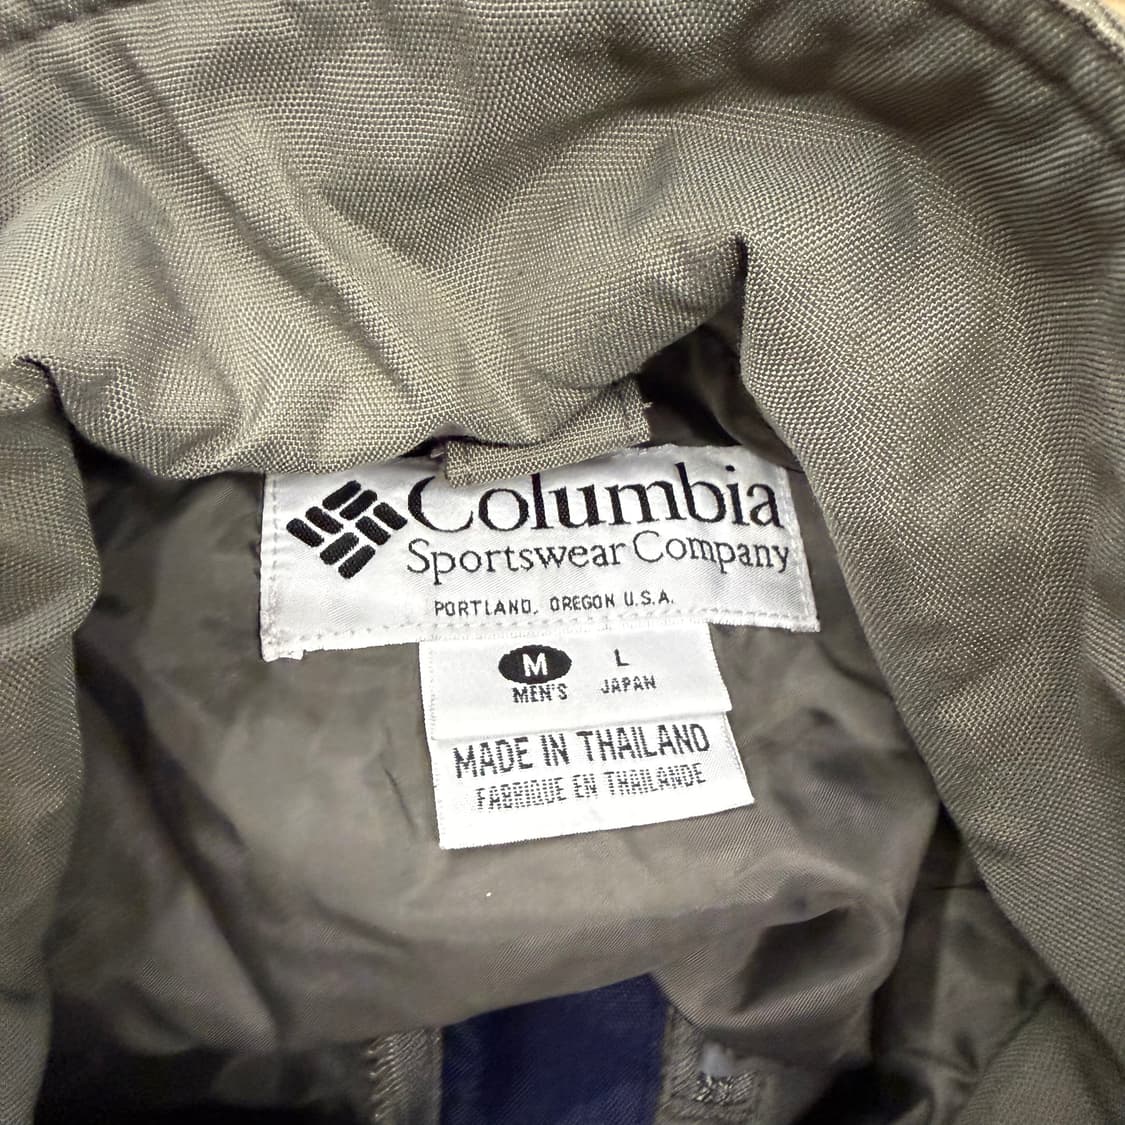 Columbia
Sportswear Company
PORTLAND, OREGON U.S.A.
M L
MEN'S JAPAN
MADE IN THAILAND
FABRIQUE EN THAILANDE